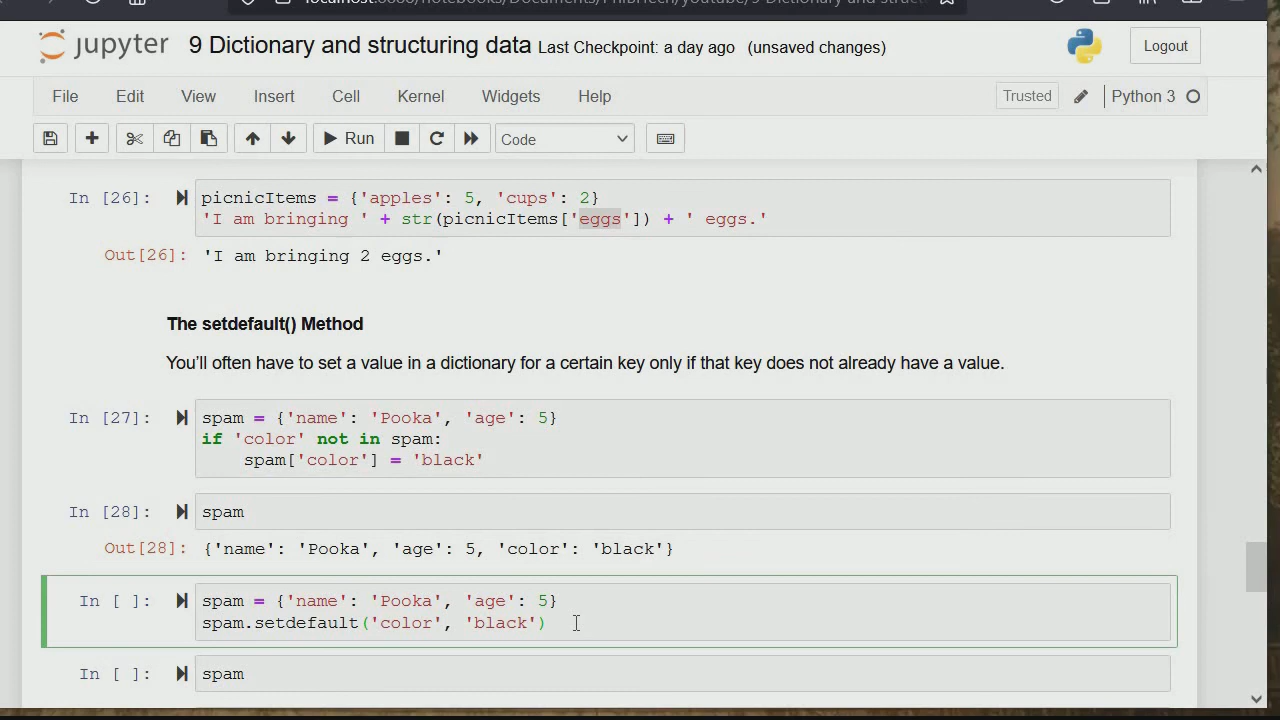 jupyter 9 Dictionary and structuring data Last Checkpoint: a day ago (unsaved changes) Logout
File Edit View Insert Cell Kernel Widgets Help Trusted Python 3
Run Code
In [26]: picnicItems = {'apples': 5, 'cups': 2}
'I am bringing ' + str(picnicItems['eggs']) + ' eggs.'
Out[26]: 'I am bringing 2 eggs.'
The setdefault() Method
You'll often have to set a value in a dictionary for a certain key only if that key does not already have a value.
In [27]: spam = {'name': 'Pooka', 'age': 5}
if 'color' not in spam:
spam['color'] = 'black'
In [28]: spam
Out[28]: {'name': 'Pooka', 'age': 5, 'color': 'black'}
In [ ]: spam = {'name': 'Pooka', 'age': 5}
spam.setdefault('color', 'black')
In [ ]: spam